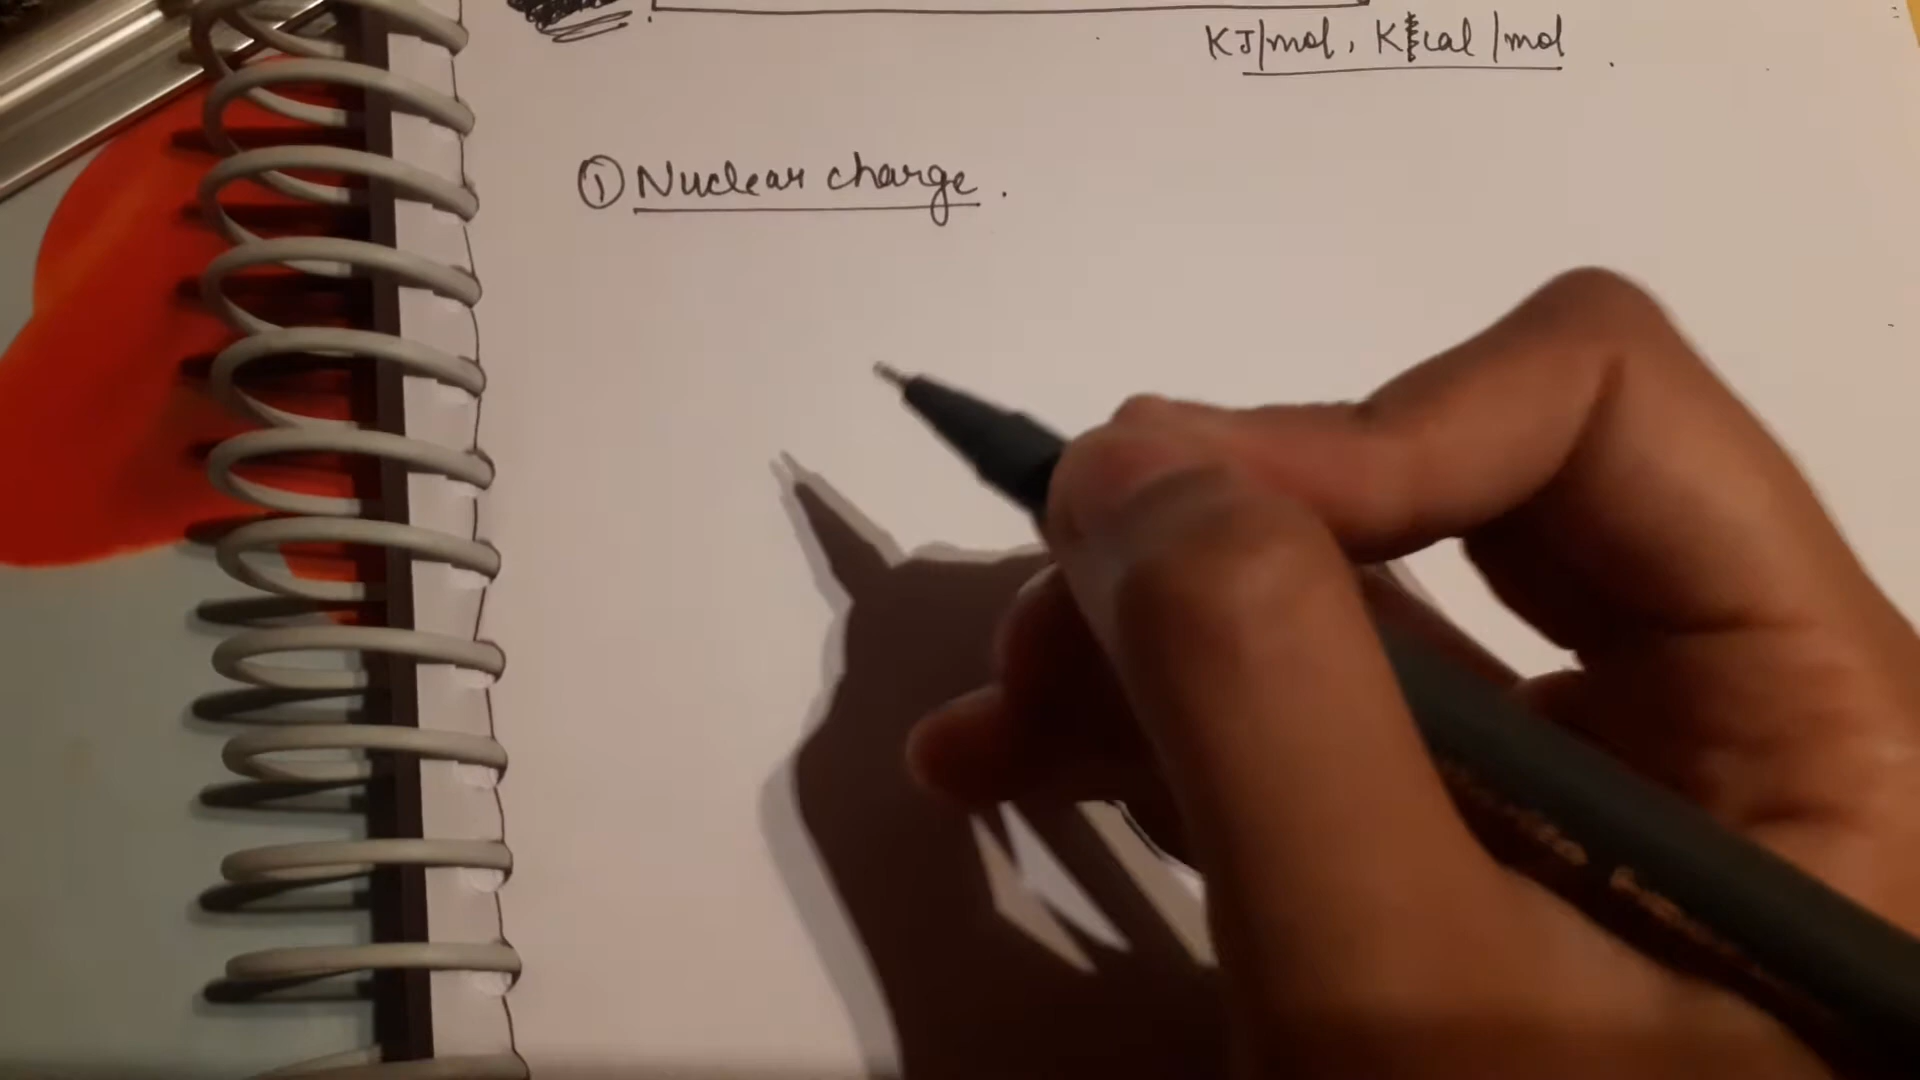 KJ/mol, Kcal/mol
① Nuclear charge.